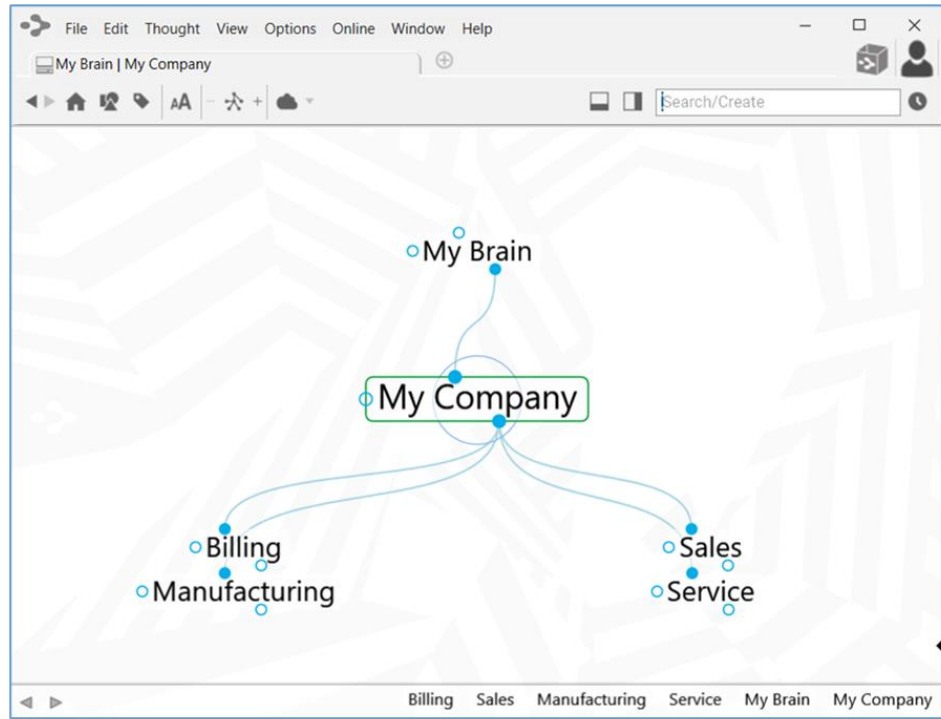 File Edit Thought View Options Online Window Help
My Brain | My Company
AA
Search/Create
My Brain
My Company
Billing
Sales
Manufacturing
Service
Billing Sales Manufacturing Service My Brain My Company